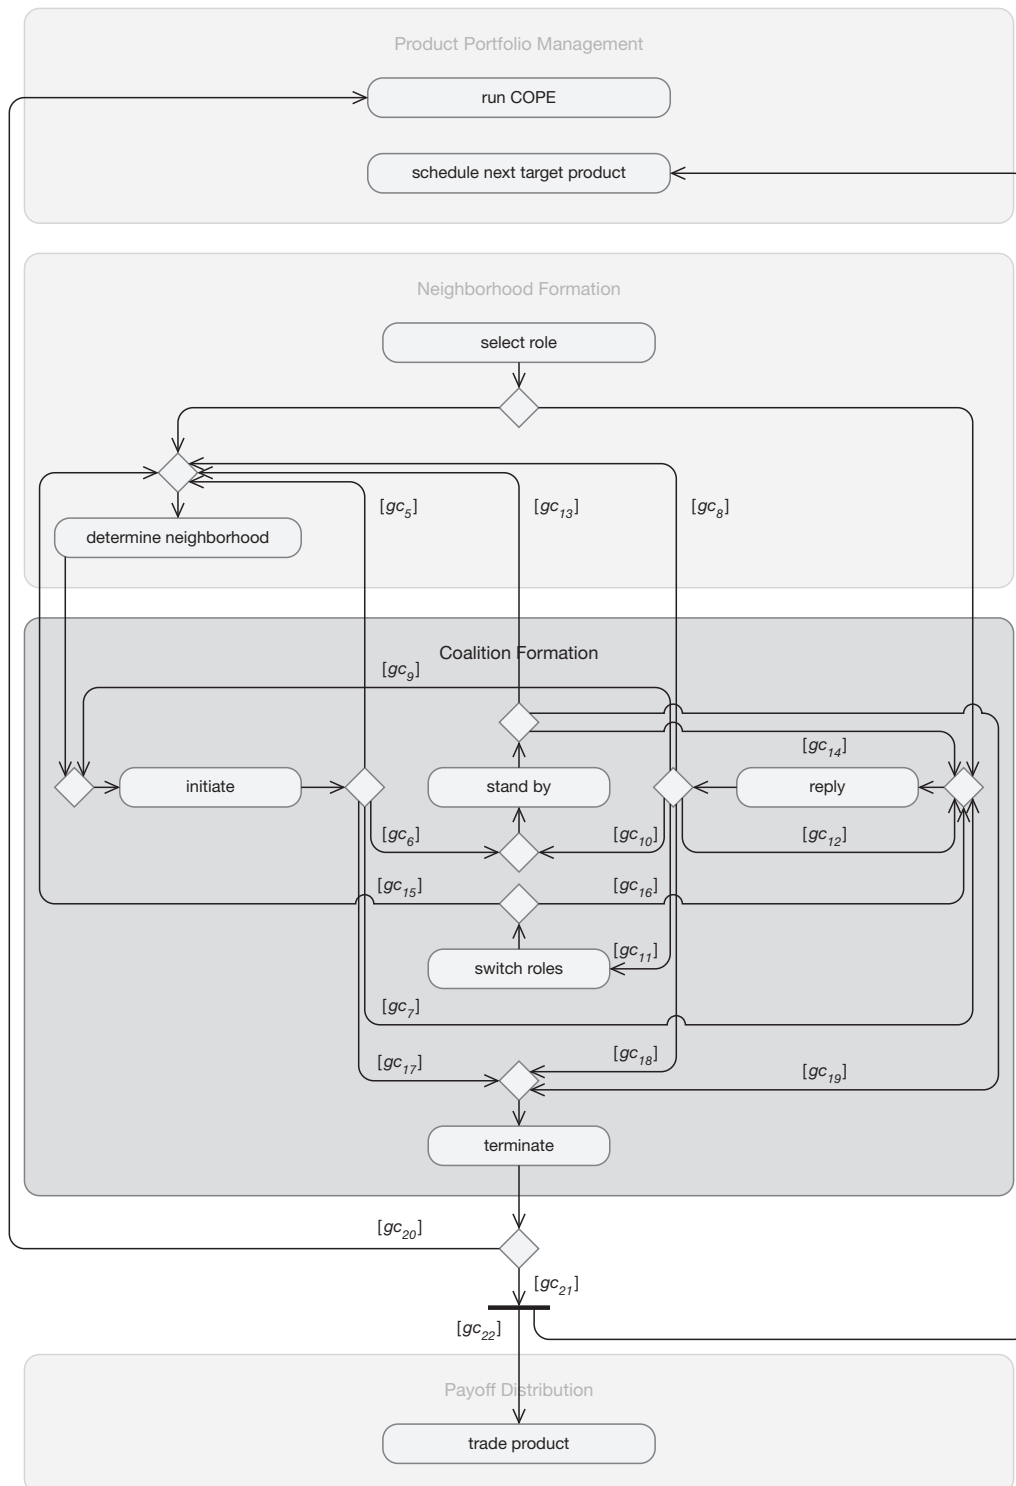 Product Portfolio Management
run COPE
schedule next target product
Neighborhood Formation
select role
[gc5] [gc13] [gc8]
determine neighborhood
Coalition Formation
[gc9]
[gc14]
initiate stand by reply
[gc6] [gc10] [gc12]
[gc15] [gc16]
[gc11]
switch roles
[gc7]
[gc18]
[gc17] [gc19]
terminate
[gc20]
[gc21]
[gc22]
Payoff Distribution
trade product